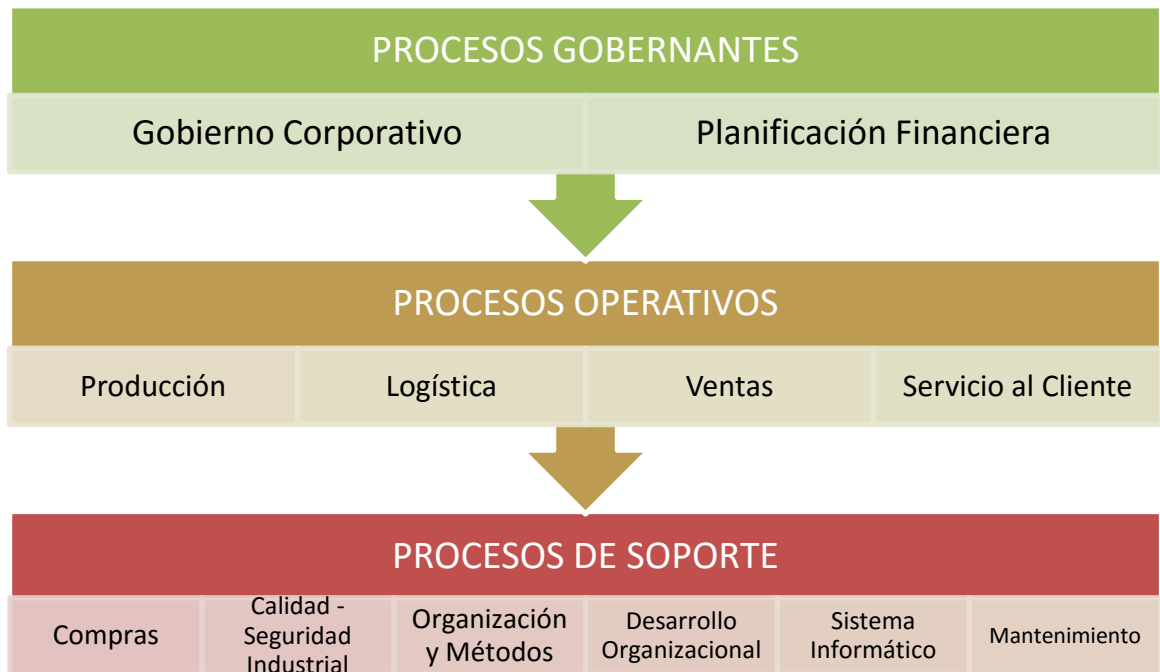 PROCESOS GOBERNANTES
Gobierno Corporativo
Planificación Financiera
PROCESOS OPERATIVOS
Producción
Logística
Ventas
Servicio al Cliente
PROCESOS DE SOPORTE
Compras
Calidad -
Seguridad
Industrial
Organización
y Métodos
Desarrollo
Organizacional
Sistema
Informático
Mantenimiento